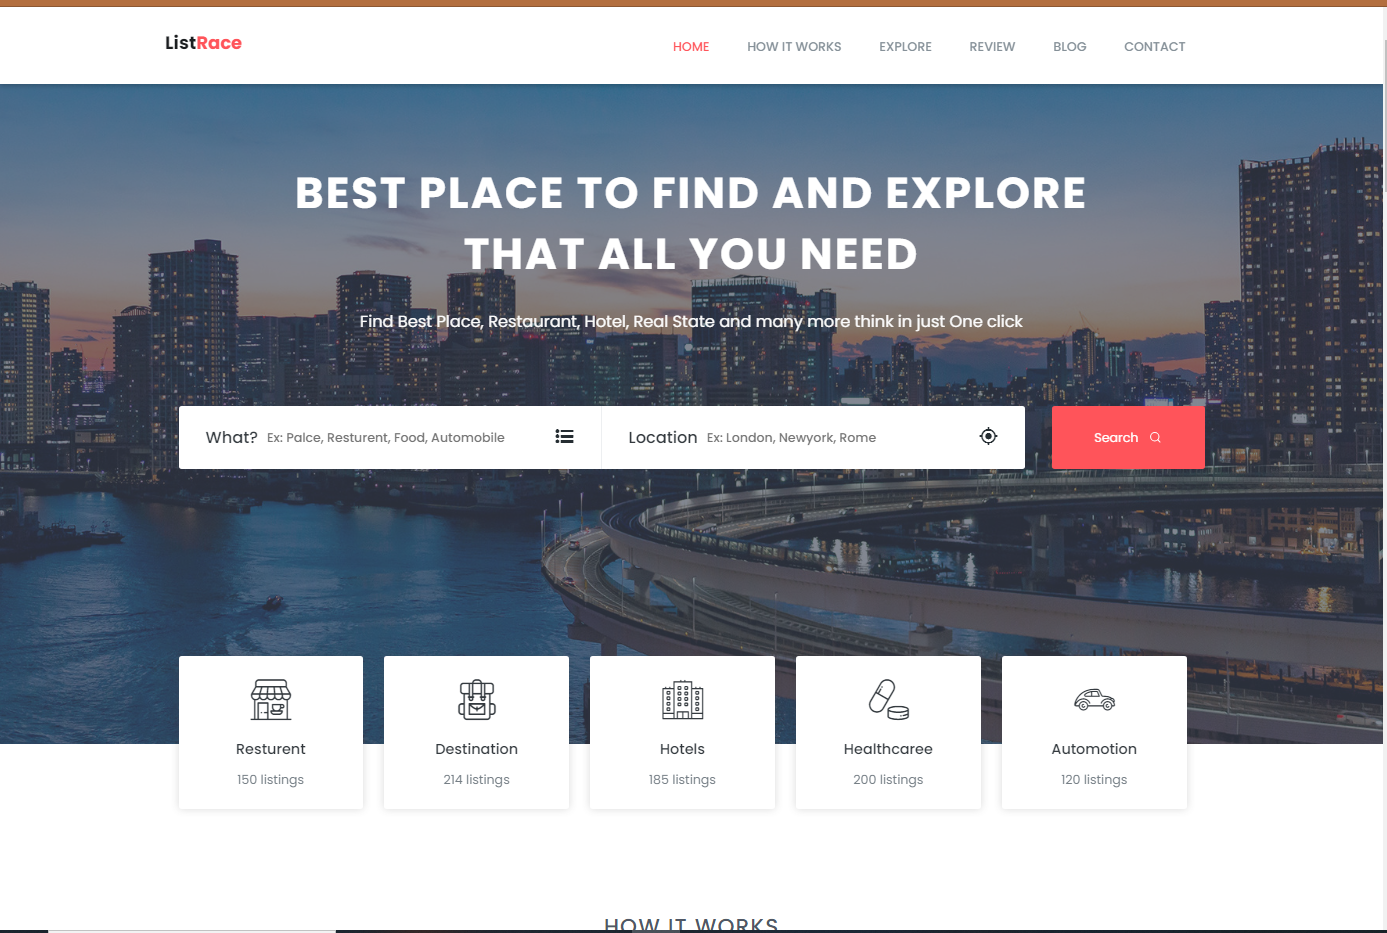 ListRace
HOME HOW IT WORKS EXPLORE REVIEW BLOG CONTACT
BEST PLACE TO FIND AND EXPLORE
THAT ALL YOU NEED
Find Best Place, Restaurant, Hotel, Real State and many more think in just One click
What? Ex: Palce, Resturent, Food, Automobile
Location Ex: London, Newyork, Rome
Search
Resturent
150 listings
Destination
214 listings
Hotels
185 listings
Healthcaree
200 listings
Automotion
120 listings
HOW IT WORKS